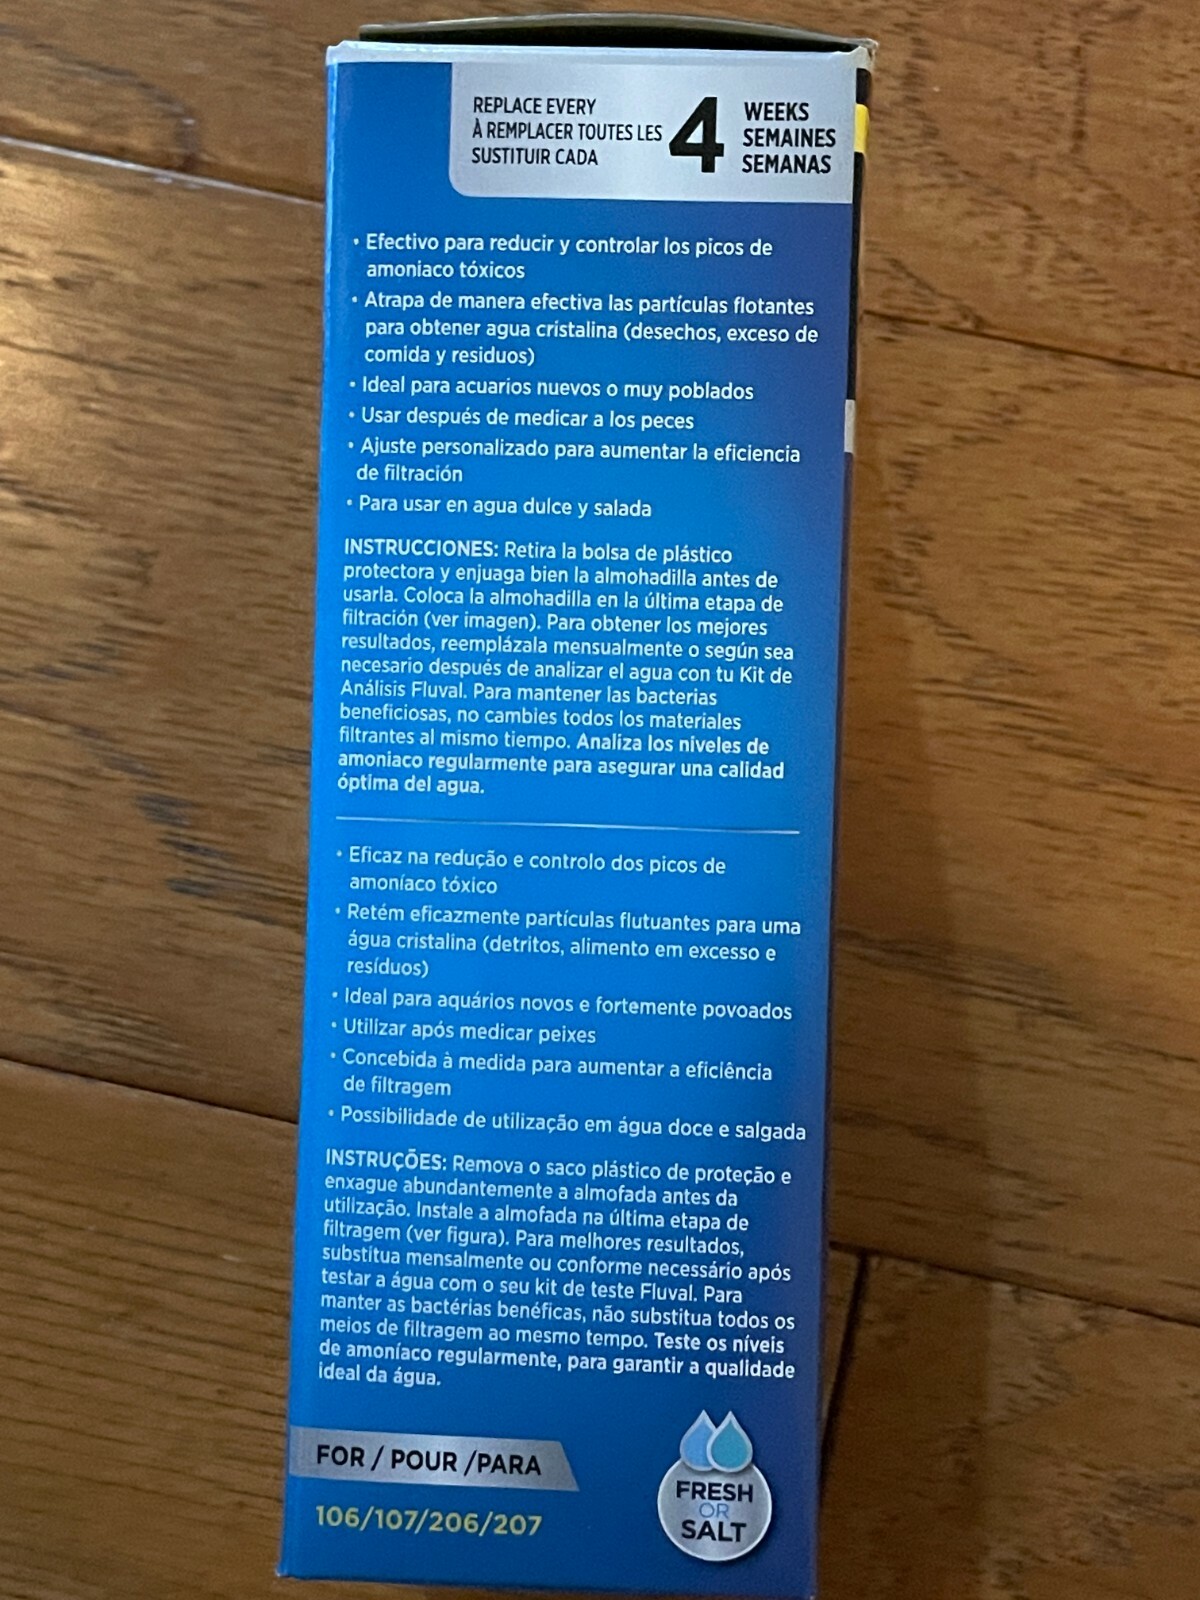 REPLACE EVERY
À REMPLACER TOUTES LES
SUSTITUIR CADA
4
WEEKS
SEMAINES
SEMANAS
• Efectivo para reducir y controlar los picos de
amoniaco tóxicos
• Atrapa de manera efectiva las partículas flotantes
para obtener agua cristalina (desechos, exceso de
comida y residuos)
• Ideal para acuarios nuevos o muy poblados
• Usar después de medicar a los peces
• Ajuste personalizado para aumentar la eficiencia
de filtración
• Para usar en agua dulce y salada
INSTRUCCIONES: Retira la bolsa de plástico
protectora y enjuaga bien la almohadilla antes de
usarla. Coloca la almohadilla en la última etapa de
filtración (ver imagen). Para obtener los mejores
resultados, reemplázala mensualmente o según sea
necesario después de analizar el agua con tu Kit de
Análisis Fluval. Para mantener las bacterias
beneficiosas, no cambies todos los materiales
filtrantes al mismo tiempo. Analiza los niveles de
amoniaco regularmente para asegurar una calidad
óptima del agua.
• Eficaz na redução e controlo dos picos de
amoníaco tóxico
• Retém eficazmente partículas flutuantes para uma
água cristalina (detritos, alimento em excesso e
resíduos)
• Ideal para aquários novos e fortemente povoados
• Utilizar após medicar peixes
• Concebida à medida para aumentar a eficiência
de filtragem
• Possibilidade de utilização em água doce e salgada
INSTRUÇÕES: Remova o saco plástico de proteção e
enxague abundantemente a almofada antes da
utilização. Instale a almofada na última etapa de
filtragem (ver figura). Para melhores resultados,
substitua mensalmente ou conforme necessário após
testar a água com o seu kit de teste Fluval. Para
manter as bactérias benéficas, não substitua todos os
meios de filtragem ao mesmo tempo. Teste os níveis
de amoníaco regularmente, para garantir a qualidade
ideal da água.
FOR / POUR /PARA
106/107/206/207
FRESH
OR
SALT